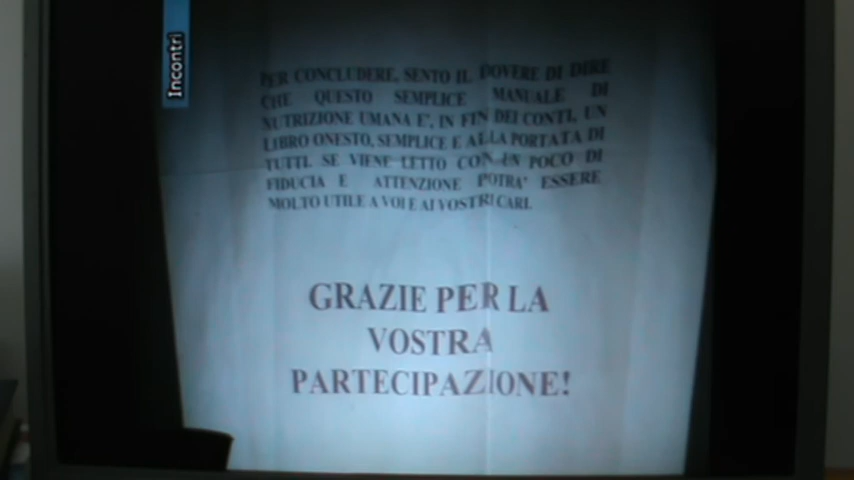 Incontri
PER CONCLUDERE, SENTO IL DOVERE DI DIRE
CHE QUESTO SEMPLICE MANUALE DI
NUTRIZIONE UMANA E', IN FIN DEI CONTI, UN
LIBRO ONESTO, SEMPLICE E ALLA PORTATA DI
TUTTI. SE VIENE LETTO CON UN POCO DI
FIDUCIA E ATTENZIONE POTRA' ESSERE
MOLTO UTILE A VOI E AI VOSTRI CARI.
GRAZIE PER LA
VOSTRA
PARTECIPAZIONE!